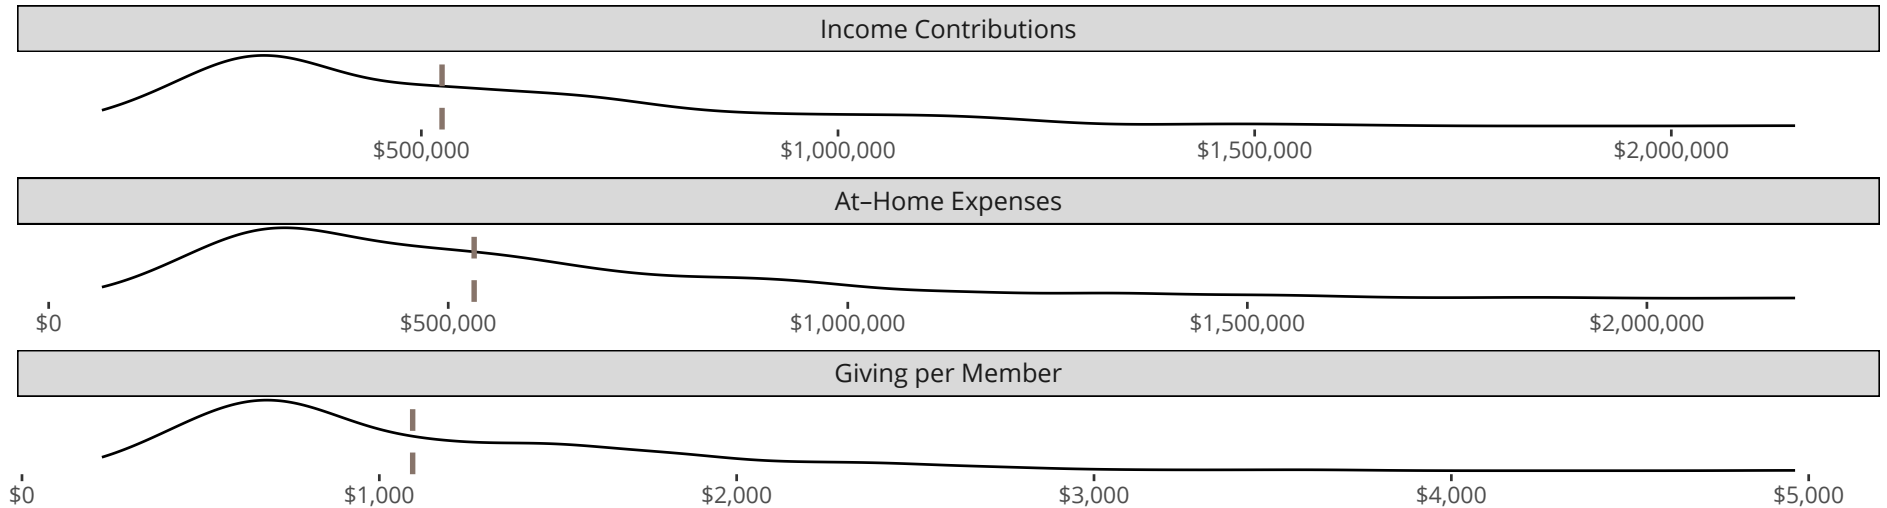 Income Contributions
$500,000 $1,000,000 $1,500,000 $2,000,000
At–Home Expenses
$0 $500,000 $1,000,000 $1,500,000 $2,000,000
Giving per Member
$0 $1,000 $2,000 $3,000 $4,000 $5,000